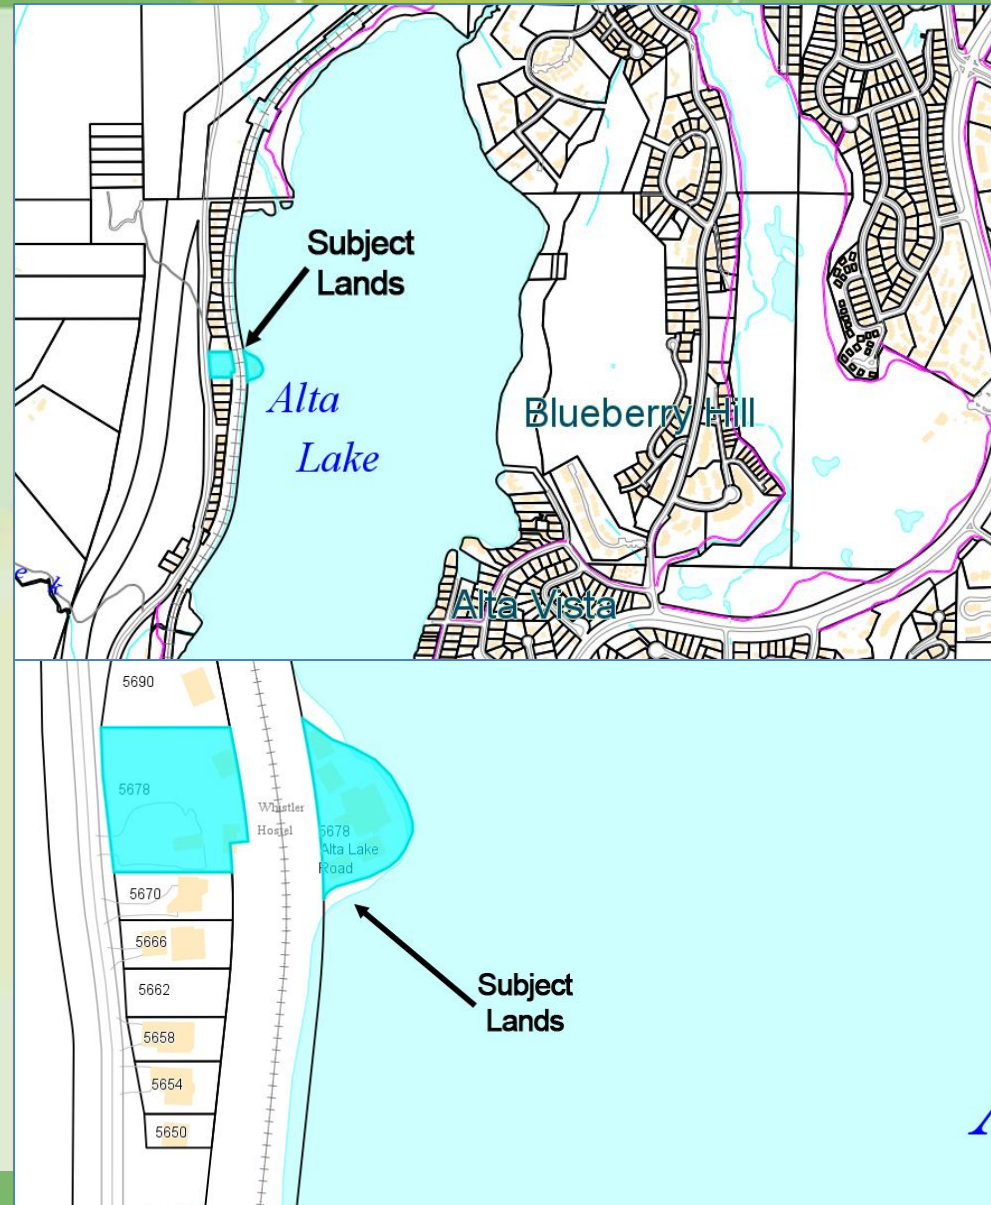 Subject
Lands
Alta
Lake
Blueberry Hill
Alta Vista
e k
5690
5678
Whistler
Hostel
5678
Alta Lake
Road
5670
5666
5662
5658
5654
5650
Subject
Lands